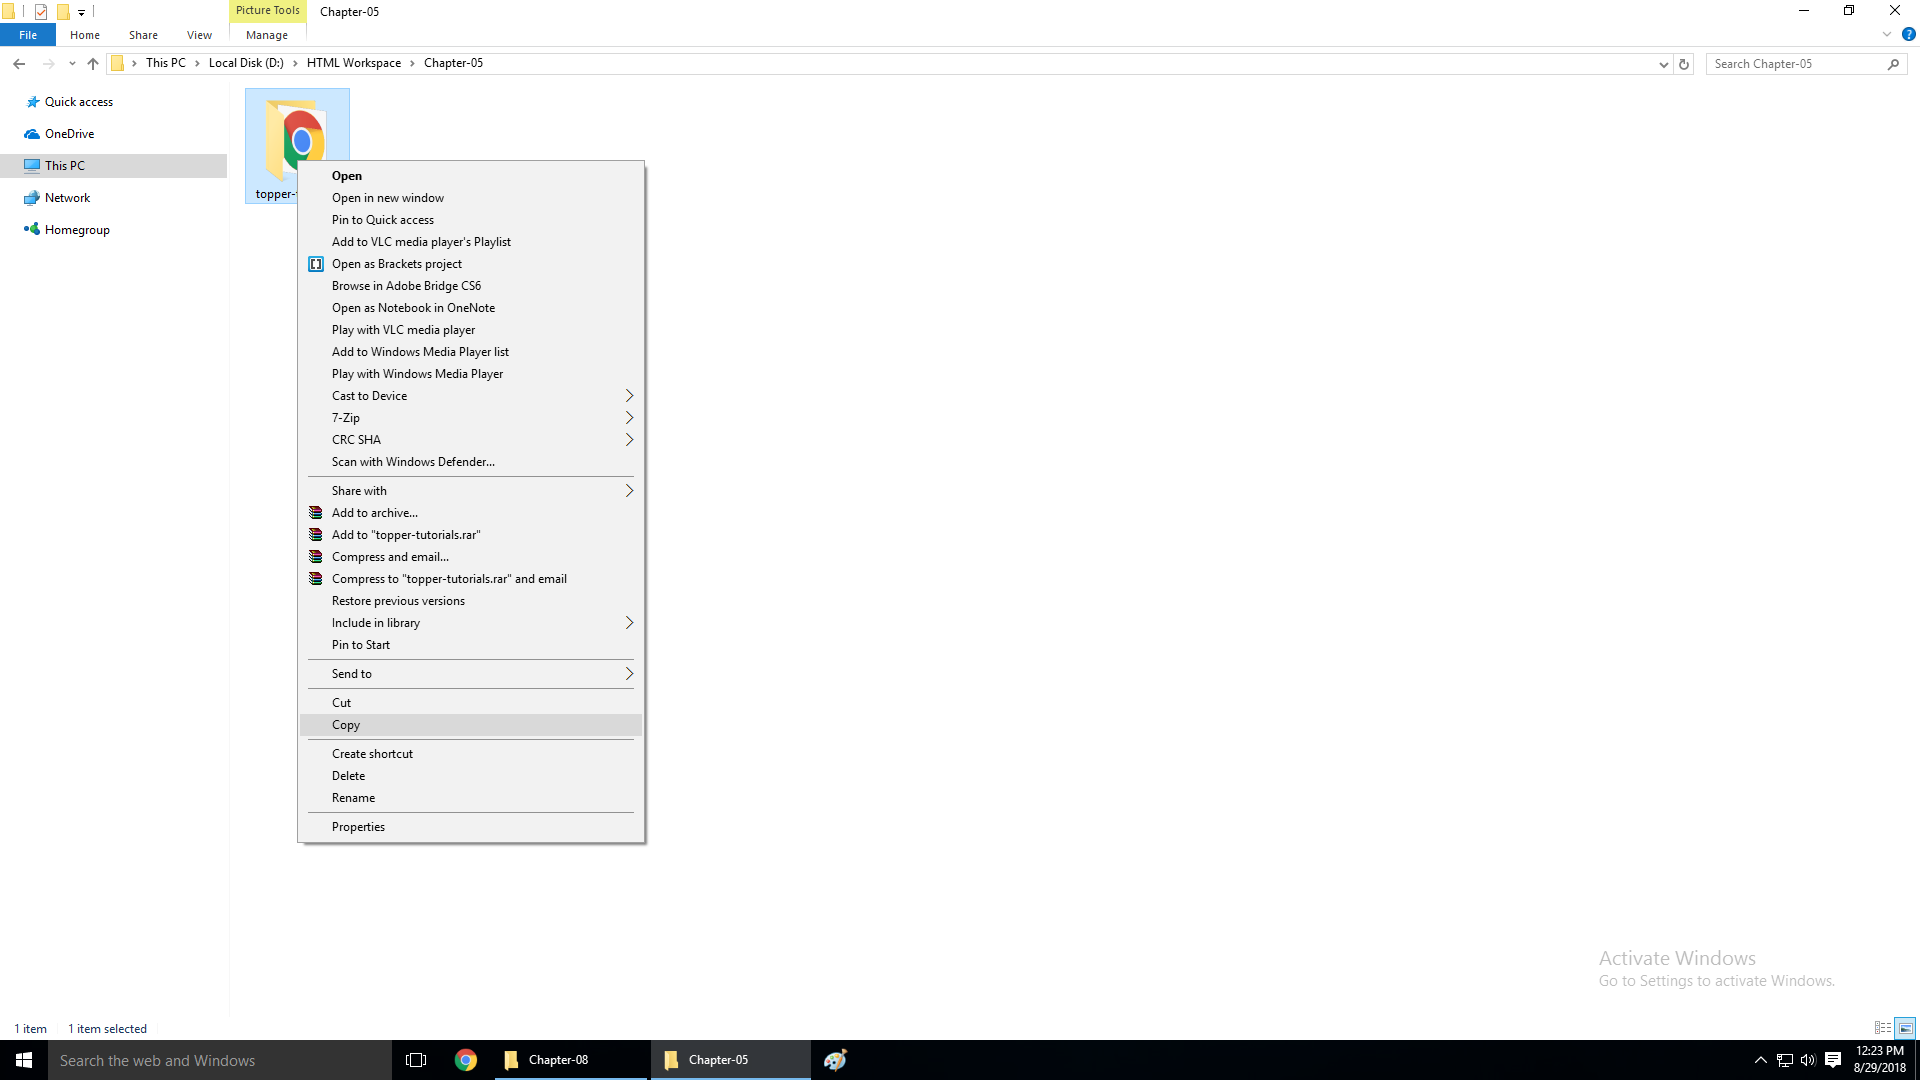 Picture Tools
Chapter-05
File
Home
Share
View
Manage
This PC
Local Disk (D:)
HTML Workspace
Chapter-05
Search Chapter-05
Quick access
OneDrive
This PC
Network
Homegroup
topper-
Open
Open in new window
Pin to Quick access
Add to VLC media player's Playlist
Open as Brackets project
Browse in Adobe Bridge CS6
Open as Notebook in OneNote
Play with VLC media player
Add to Windows Media Player list
Play with Windows Media Player
Cast to Device
7-Zip
CRC SHA
Scan with Windows Defender...
Share with
Add to archive...
Add to "topper-tutorials.rar"
Compress and email...
Compress to "topper-tutorials.rar" and email
Restore previous versions
Include in library
Pin to Start
Send to
Cut
Copy
Create shortcut
Delete
Rename
Properties
Activate Windows
Go to Settings to activate Windows.
1 item
1 item selected
Search the web and Windows
Chapter-08
Chapter-05
12:23 PM
8/29/2018